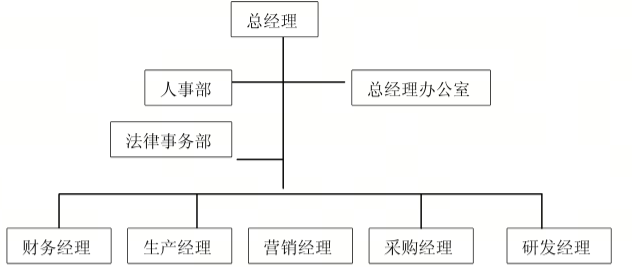 总经理
人事部
总经理办公室
法律事务部
财务经理
生产经理
营销经理
采购经理
研发经理